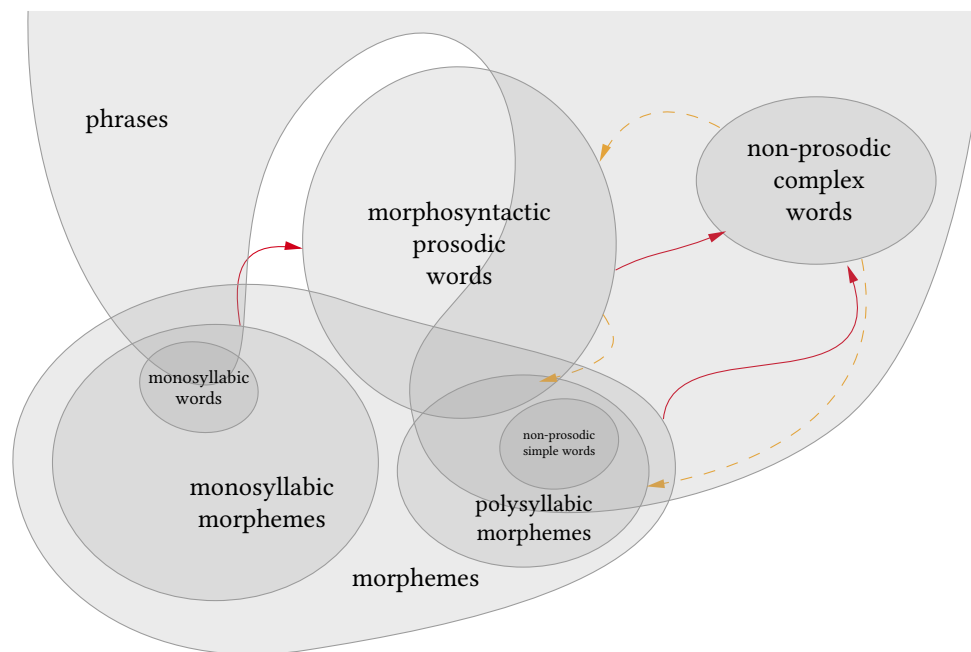 phrases
non-prosodic
complex
words
morphosyntactic
prosodic
words
monosyllabic
words
non-prosodic
simple words
monosyllabic
morphemes
polysyllabic
morphemes
morphemes